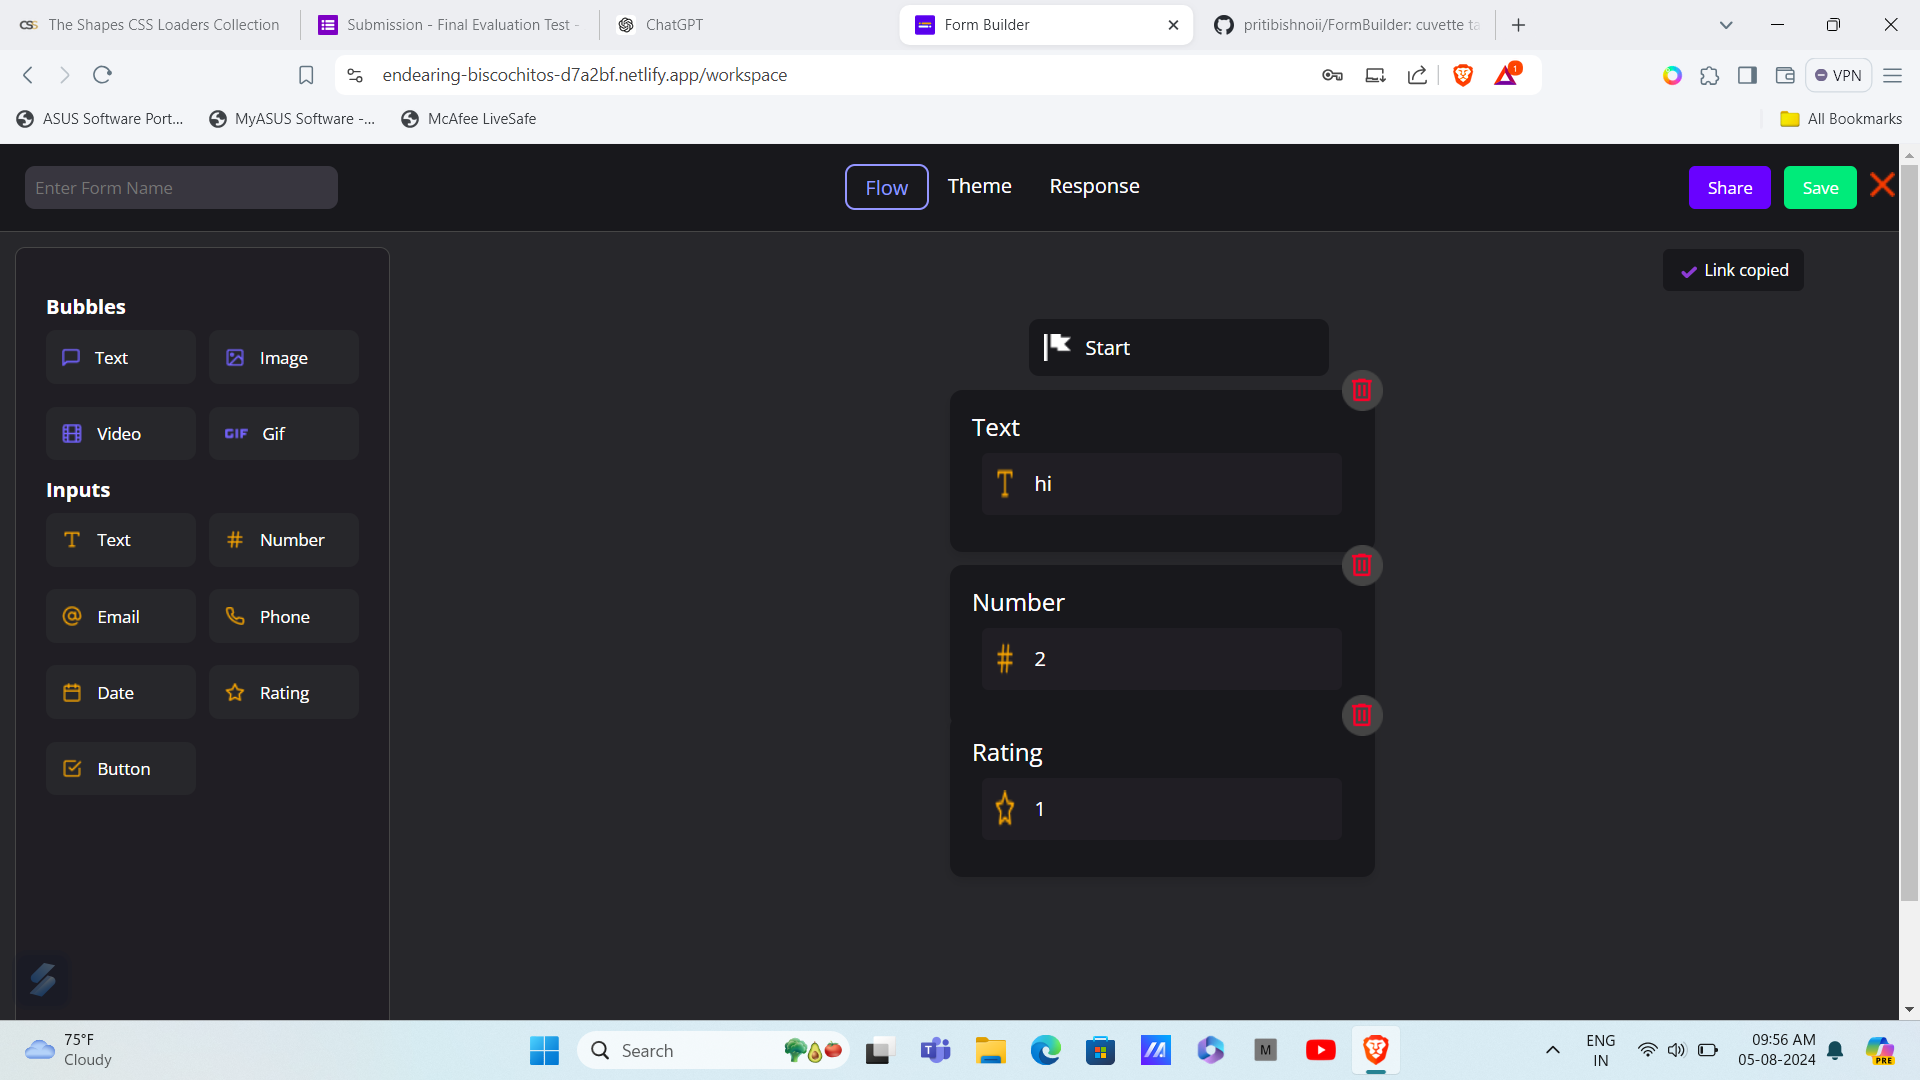 The Shapes CSS Loaders Collection
Submission - Final Evaluation Test -
ChatGPT
Form Builder
pritibishnoii/FormBuilder: cuvette ta
endearing-biscochitos-d7a2bf.netlify.app/workspace
1
VPN
ASUS Software Port...
MyASUS Software -...
McAfee LiveSafe
All Bookmarks
Enter Form Name
Flow
Theme
Response
Share
Save
Link copied
Bubbles
Text
Image
Video
GIF Gif
Inputs
Text
Number
Email
Phone
Date
Rating
Button
Start
Text
hi
Number
2
Rating
1
75°F
Cloudy
Search
M
ENG
IN
09:56 AM
05-08-2024
PRE